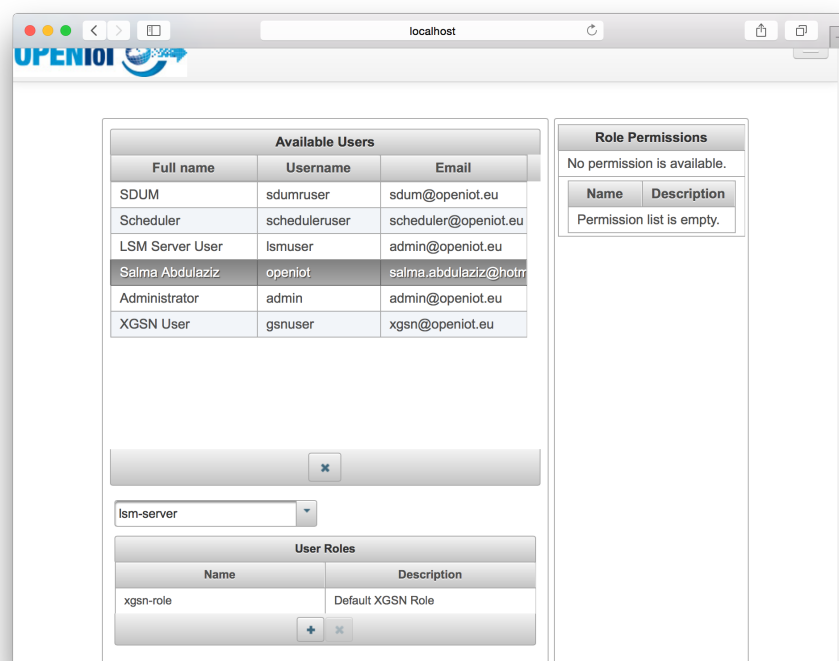 localhost
OPENIoT
Available Users
Full name Username Email
SDUM sdumruser sdum@openiot.eu
Scheduler scheduleruser scheduler@openiot.eu
LSM Server User lsmuser admin@openiot.eu
Salma Abdulaziz openiot salma.abdulaziz@hotm
Administrator admin admin@openiot.eu
XGSN User gsnuser xgsn@openiot.eu
lsm-server
User Roles
Name Description
xgsn-role Default XGSN Role
Role Permissions
No permission is available.
Name Description
Permission list is empty.